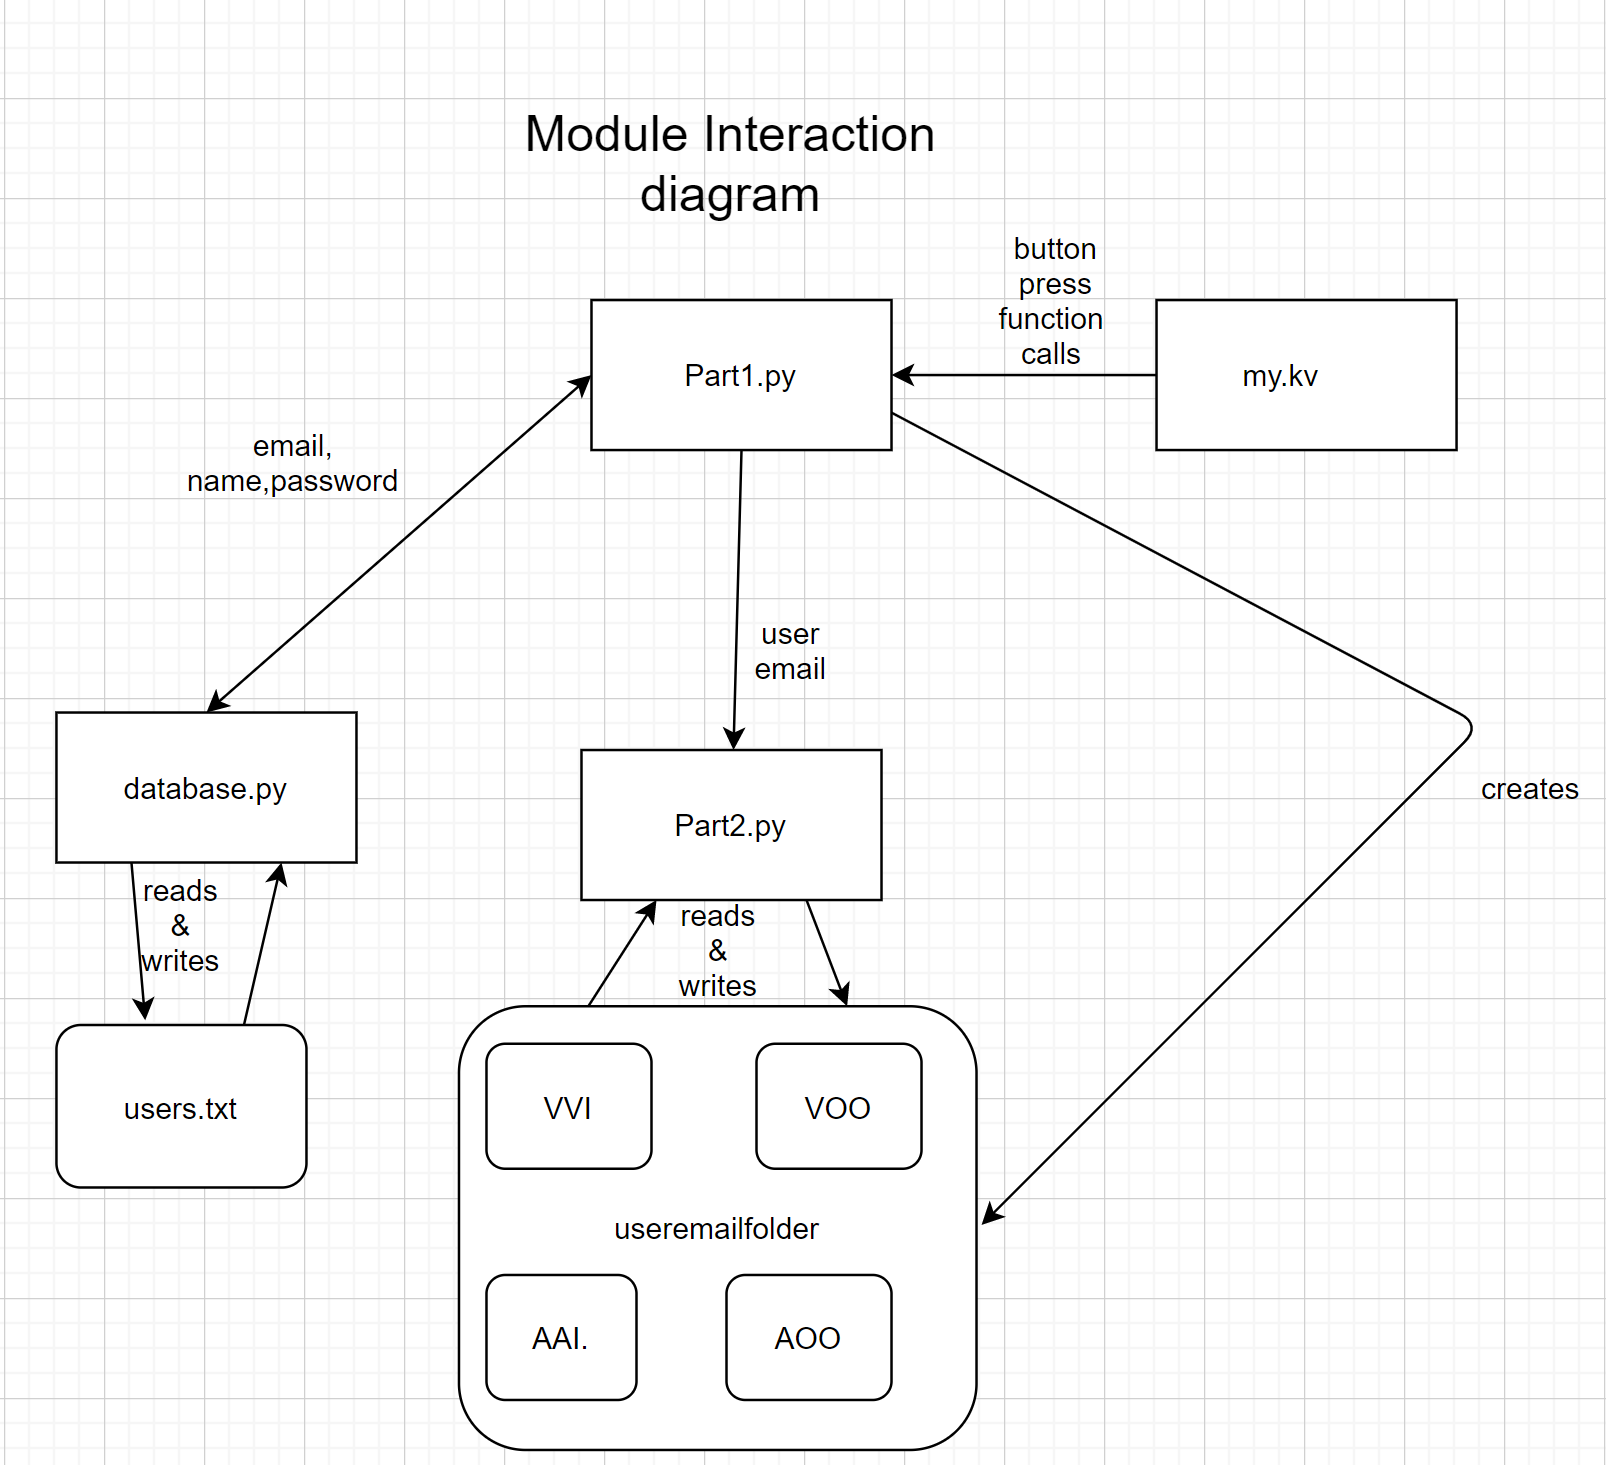 Module Interaction
diagram
button
press
function
calls
Part1.py
my.kv
email,
name,password
user
email
database.py
Part2.py
creates
reads
&
writes
reads
&
writes
users.txt
VVI
VOO
useremailfolder
AAI.
AOO